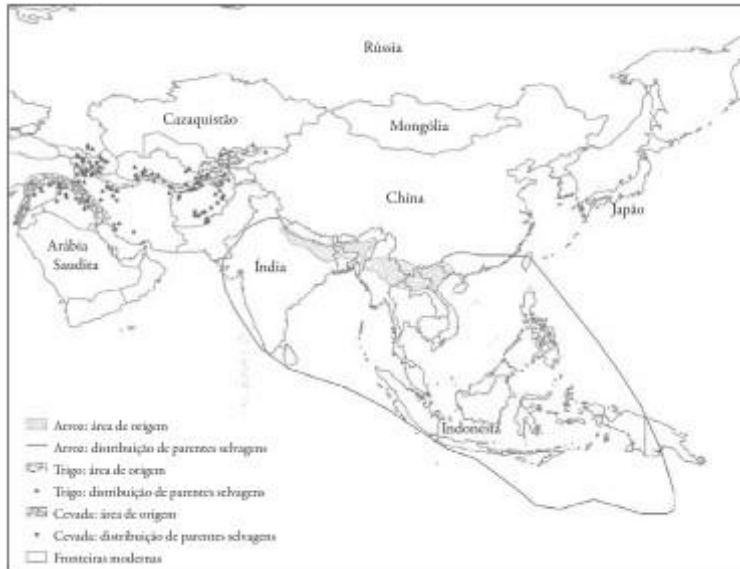 Rússia
Cazaquistão
Mongólia
China
Japão
Arábia
Saudita
Índia
Indonésia
Arroz: área de origem
Arroz: distribuição de parentes selvagens
Trigo: área de origem
Trigo: distribuição de parentes selvagens
Cevada: área de origem
Cevada: distribuição de parentes selvagens
Fronteiras modernas